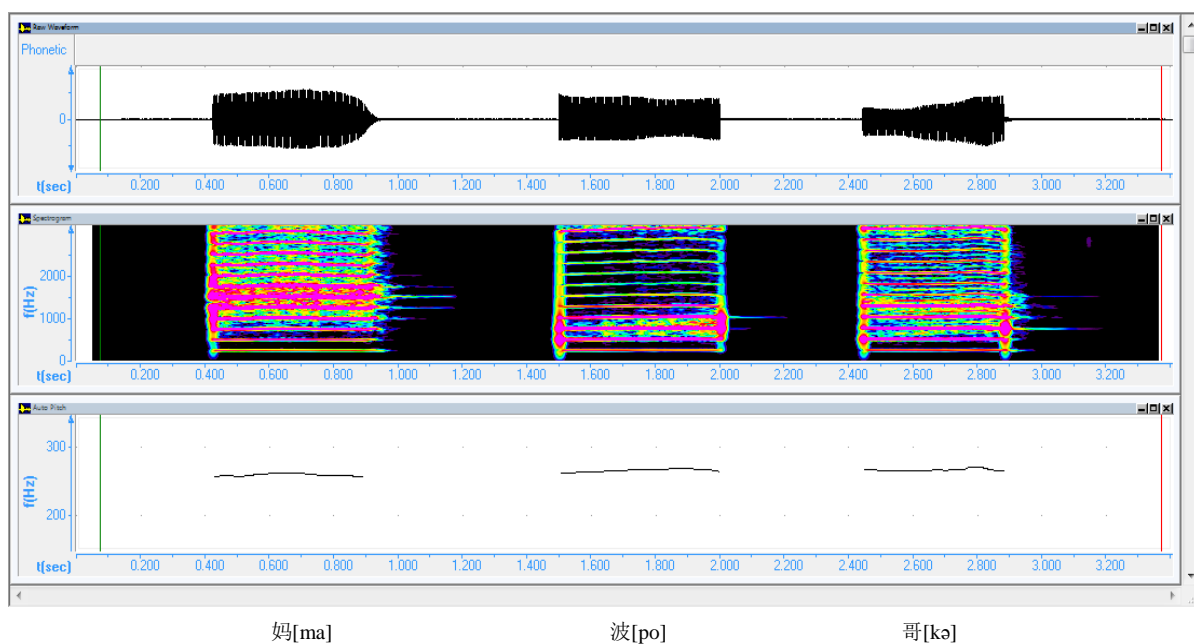 Raw Waveform
Phonetic
0
t(sec) 0.200 0.400 0.600 0.800 1.000 1.200 1.400 1.600 1.800 2.000 2.200 2.400 2.600 2.800 3.000 3.200
Spectrogram
f(Hz)
2000
1000
0
t(sec) 0.200 0.400 0.600 0.800 1.000 1.200 1.400 1.600 1.800 2.000 2.200 2.400 2.600 2.800 3.000 3.200
Auto Pitch
f(Hz)
300
200
t(sec) 0.200 0.400 0.600 0.800 1.000 1.200 1.400 1.600 1.800 2.000 2.200 2.400 2.600 2.800 3.000 3.200
妈[ma] 波[po] 哥[kə]